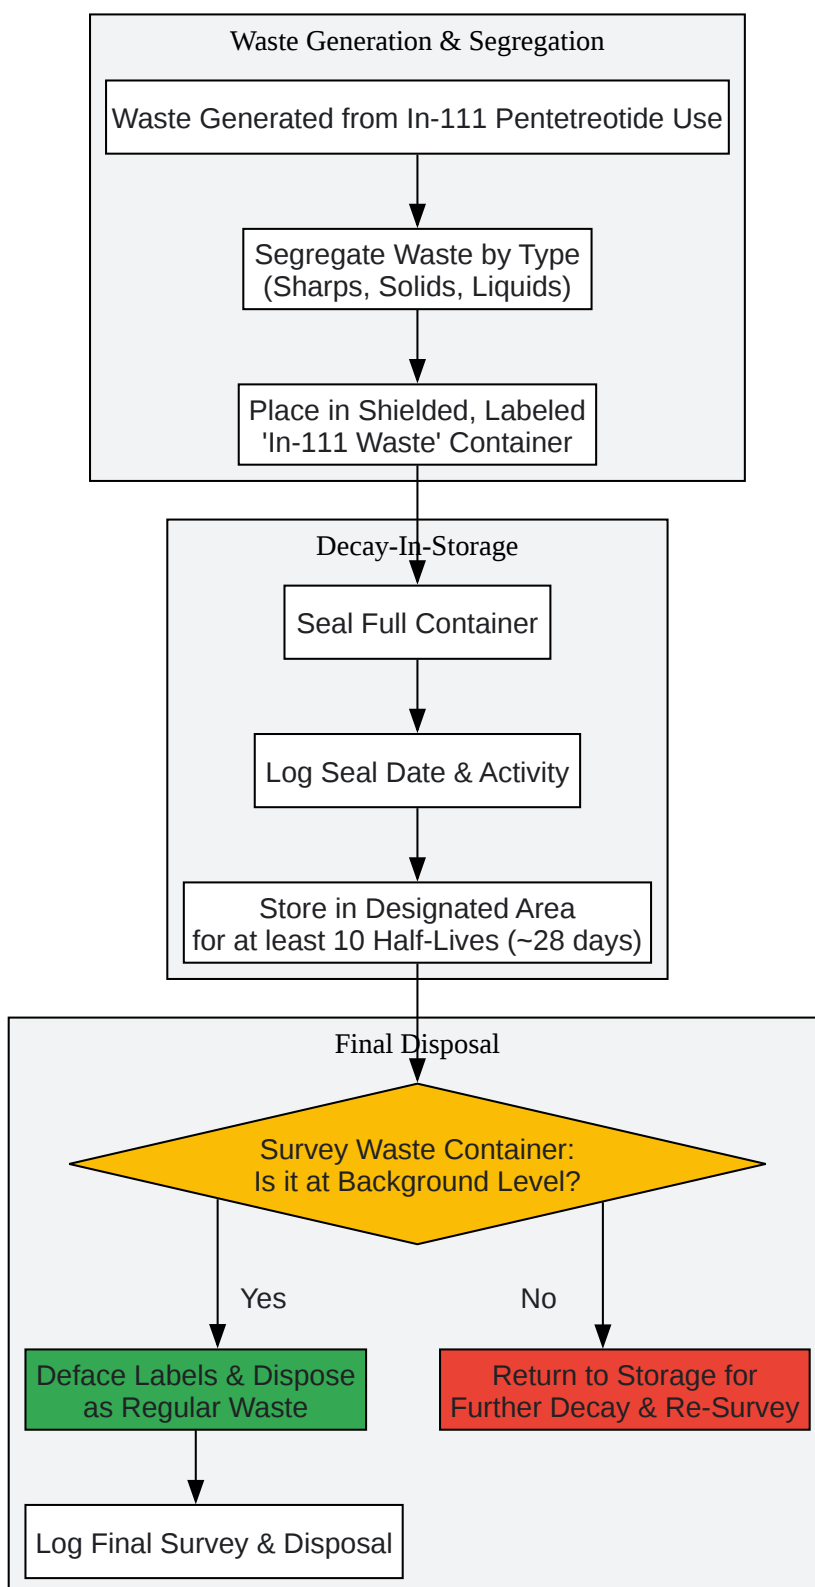 Waste Generation & Segregation
Waste Generated from In-111 Pentetreotide Use
Segregate Waste by Type
(Sharps, Solids, Liquids)
Place in Shielded, Labeled
'In-111 Waste' Container
Decay-In-Storage
Seal Full Container
Log Seal Date & Activity
Store in Designated Area
for at least 10 Half-Lives (~28 days)
Final Disposal
Survey Waste Container:
Is it at Background Level?
Yes
No
Deface Labels & Dispose
as Regular Waste
Return to Storage for
Further Decay & Re-Survey
Log Final Survey & Disposal